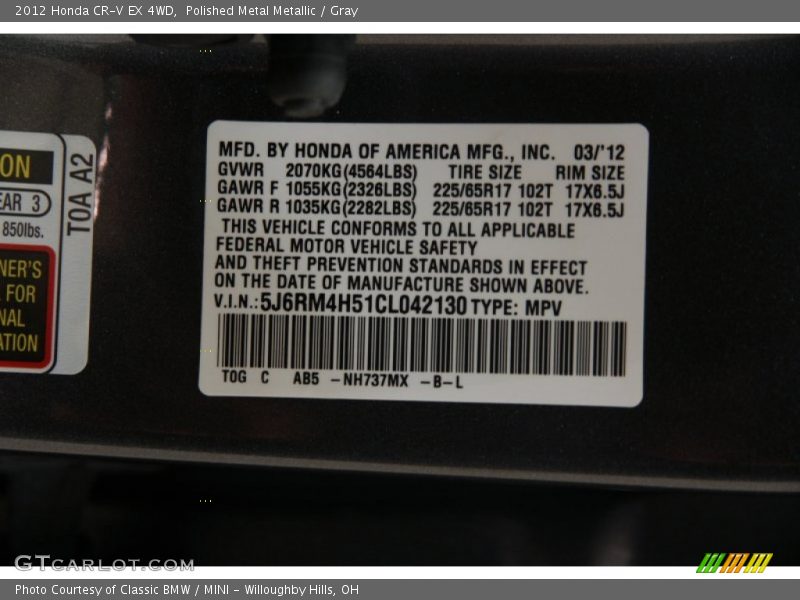 2012 Honda CR-V EX 4WD, Polished Metal Metallic / Gray
MFD. BY HONDA OF AMERICA MFG., INC. 03/'12
GVWR 2070KG(4564LBS) TIRE SIZE RIM SIZE
GAWR F 1055KG(2326LBS) 225/65R17 102T 17X6.5J
GAWR R 1035KG(2282LBS) 225/65R17 102T 17X6.5J
THIS VEHICLE CONFORMS TO ALL APPLICABLE
FEDERAL MOTOR VEHICLE SAFETY
AND THEFT PREVENTION STANDARDS IN EFFECT
ON THE DATE OF MANUFACTURE SHOWN ABOVE.
V.I.N.:5J6RM4H51CL042130 TYPE: MPV
T0G C AB5 -NH737MX -B-L
ON
EAR 3
850lbs.
NER'S
FOR
NAL
ATION
T0A A2
GTCARLOT.COM
Photo Courtesy of Classic BMW / MINI - Willoughby Hills, OH